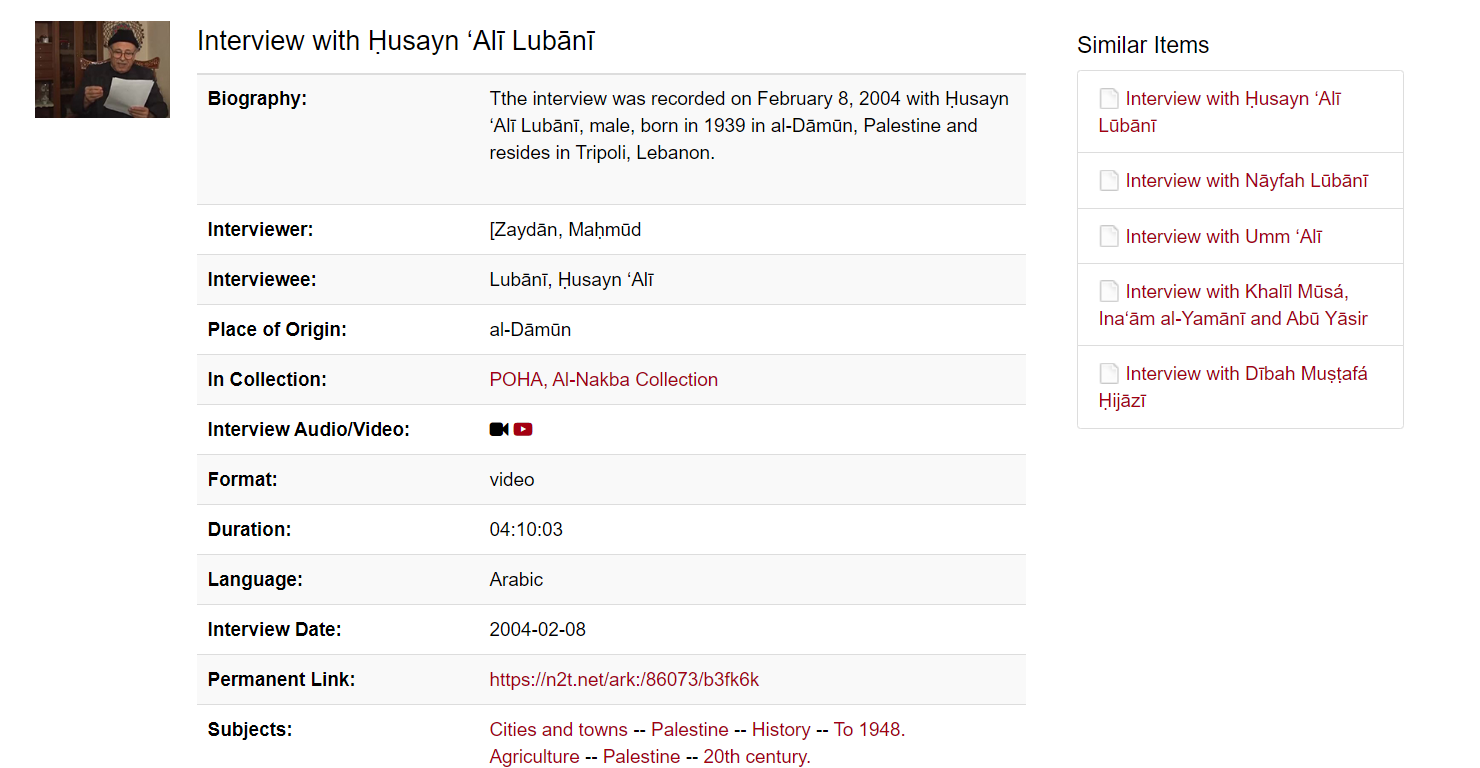 Interview with Ḥusayn ‘Alī Lubānī
Biography:
Tthe interview was recorded on February 8, 2004 with Ḥusayn
‘Alī Lubānī, male, born in 1939 in al-Dāmūn, Palestine and
resides in Tripoli, Lebanon.
Interviewer:
[Zaydān, Maḥmūd
Interviewee:
Lubānī, Ḥusayn ‘Alī
Place of Origin:
al-Dāmūn
In Collection:
POHA, Al-Nakba Collection
Interview Audio/Video:
Format:
video
Duration:
04:10:03
Language:
Arabic
Interview Date:
2004-02-08
Permanent Link:
https://n2t.net/ark:/86073/b3fk6k
Subjects:
Cities and towns -- Palestine -- History -- To 1948.
Agriculture -- Palestine -- 20th century.
Similar Items
Interview with Ḥusayn ‘Alī
Lūbānī
Interview with Nāyfah Lūbānī
Interview with Umm ‘Alī
Interview with Khalīl Mūsá,
Ina‘ām al-Yamānī and Abū Yāsir
Interview with Dībah Muṣṭafá
Ḥijāzī